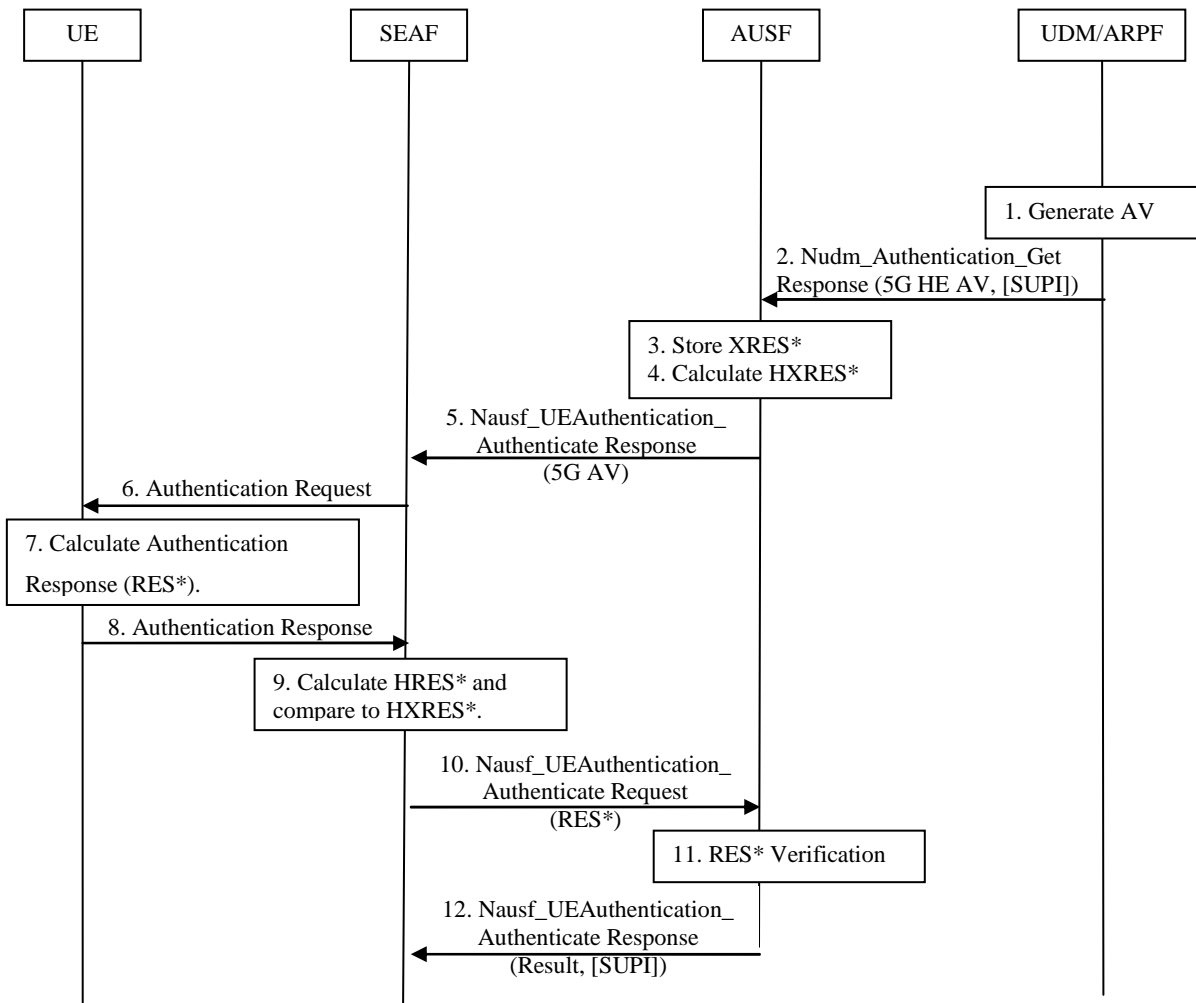 UE
SEAF
AUSF
UDM/ARPF
1. Generate AV
2. Nudm_Authentication_Get
Response (5G HE AV, [SUPI])
3. Store XRES*
4. Calculate HXRES*
5. Nausf_UEAuthentication_
Authenticate Response
(5G AV)
6. Authentication Request
7. Calculate Authentication
Response (RES*).
8. Authentication Response
9. Calculate HRES* and
compare to HXRES*.
10. Nausf_UEAuthentication_
Authenticate Request
(RES*)
11. RES* Verification
12. Nausf_UEAuthentication_
Authenticate Response
(Result, [SUPI])